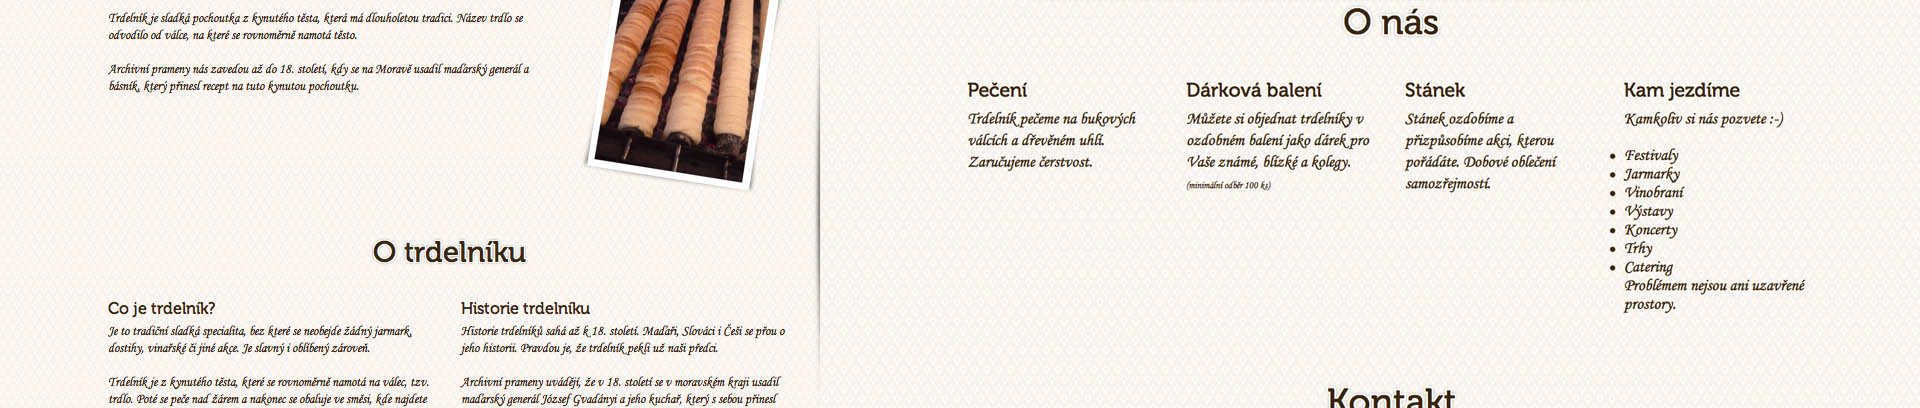 Trdelník je sladká pochoutka z kynutého těsta, která má dlouholetou tradici. Název trdlo se
odvodilo od válce, na které se rovnoměrně namotá těsto.
Archivní prameny nás zavedou až do 18. století, kdy se na Moravě usadil maďarský generál a
básník, který přinesl recept na tuto kynutou pochoutku.
O trdelníku
Co je trdelník?
Je to tradiční sladká specialita, bez které se neobejde žádný jarmark,
dostihy, vinařské či jiné akce. Je slavný i oblíbený zároveň.
Trdelník je z kynutého těsta, které se rovnoměrně namotá na válec, tzv.
trdlo. Poté se peče nad žárem a nakonec se obaluje ve směsi, kde najdete
Historie trdelníku
Historie trdelníků sahá až k 18. století. Maďaři, Slováci i Češi se přou o
jeho historii. Pravdou je, že trdelník pekli už naši předci.
Archivní prameny uvádějí, že v 18. století se v moravském kraji usadil
maďarský generál József Gvadányi a jeho kuchař, který s sebou přinesl
O nás
Pečení
Trdelník pečeme na bukových
válcích a dřevěném uhlí.
Zaručujeme čerstvost.
Dárková balení
Můžete si objednat trdelníky v
ozdobném balení jako dárek pro
Vaše známé, blízké a kolegy.
(minimální odběr 100 ks)
Stánek
Stánek ozdobíme a
přizpůsobíme akci, kterou
pořádáte. Dobové oblečení
samozřejmostí.
Kam jezdíme
Kamkoliv si nás pozvete :-)
• Festivaly
• Jarmarky
• Vinobraní
• Výstavy
• Koncerty
• Trhy
• Catering
Problémem nejsou ani uzavřené
prostory.
Kontakt